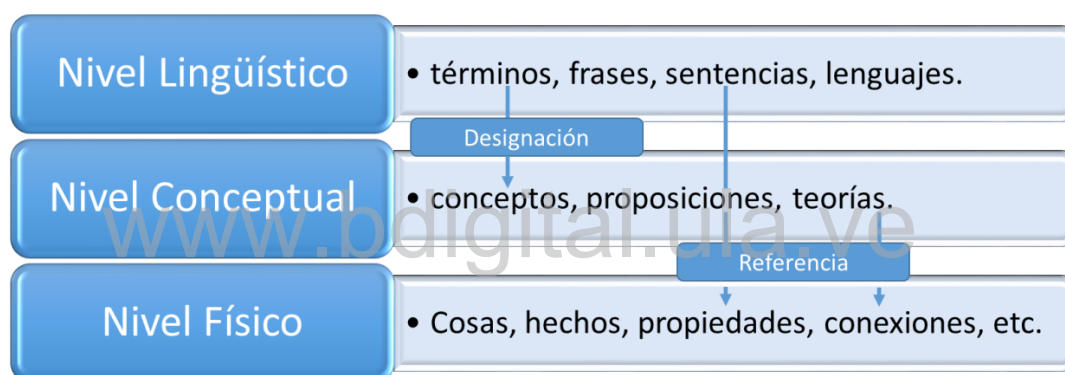 Nivel Lingüístico
• términos, frases, sentencias, lenguajes.
Designación
Nivel Conceptual
• conceptos, proposiciones, teorías.
www.bdigital.ula.ve
Referencia
Nivel Físico
• Cosas, hechos, propiedades, conexiones, etc.